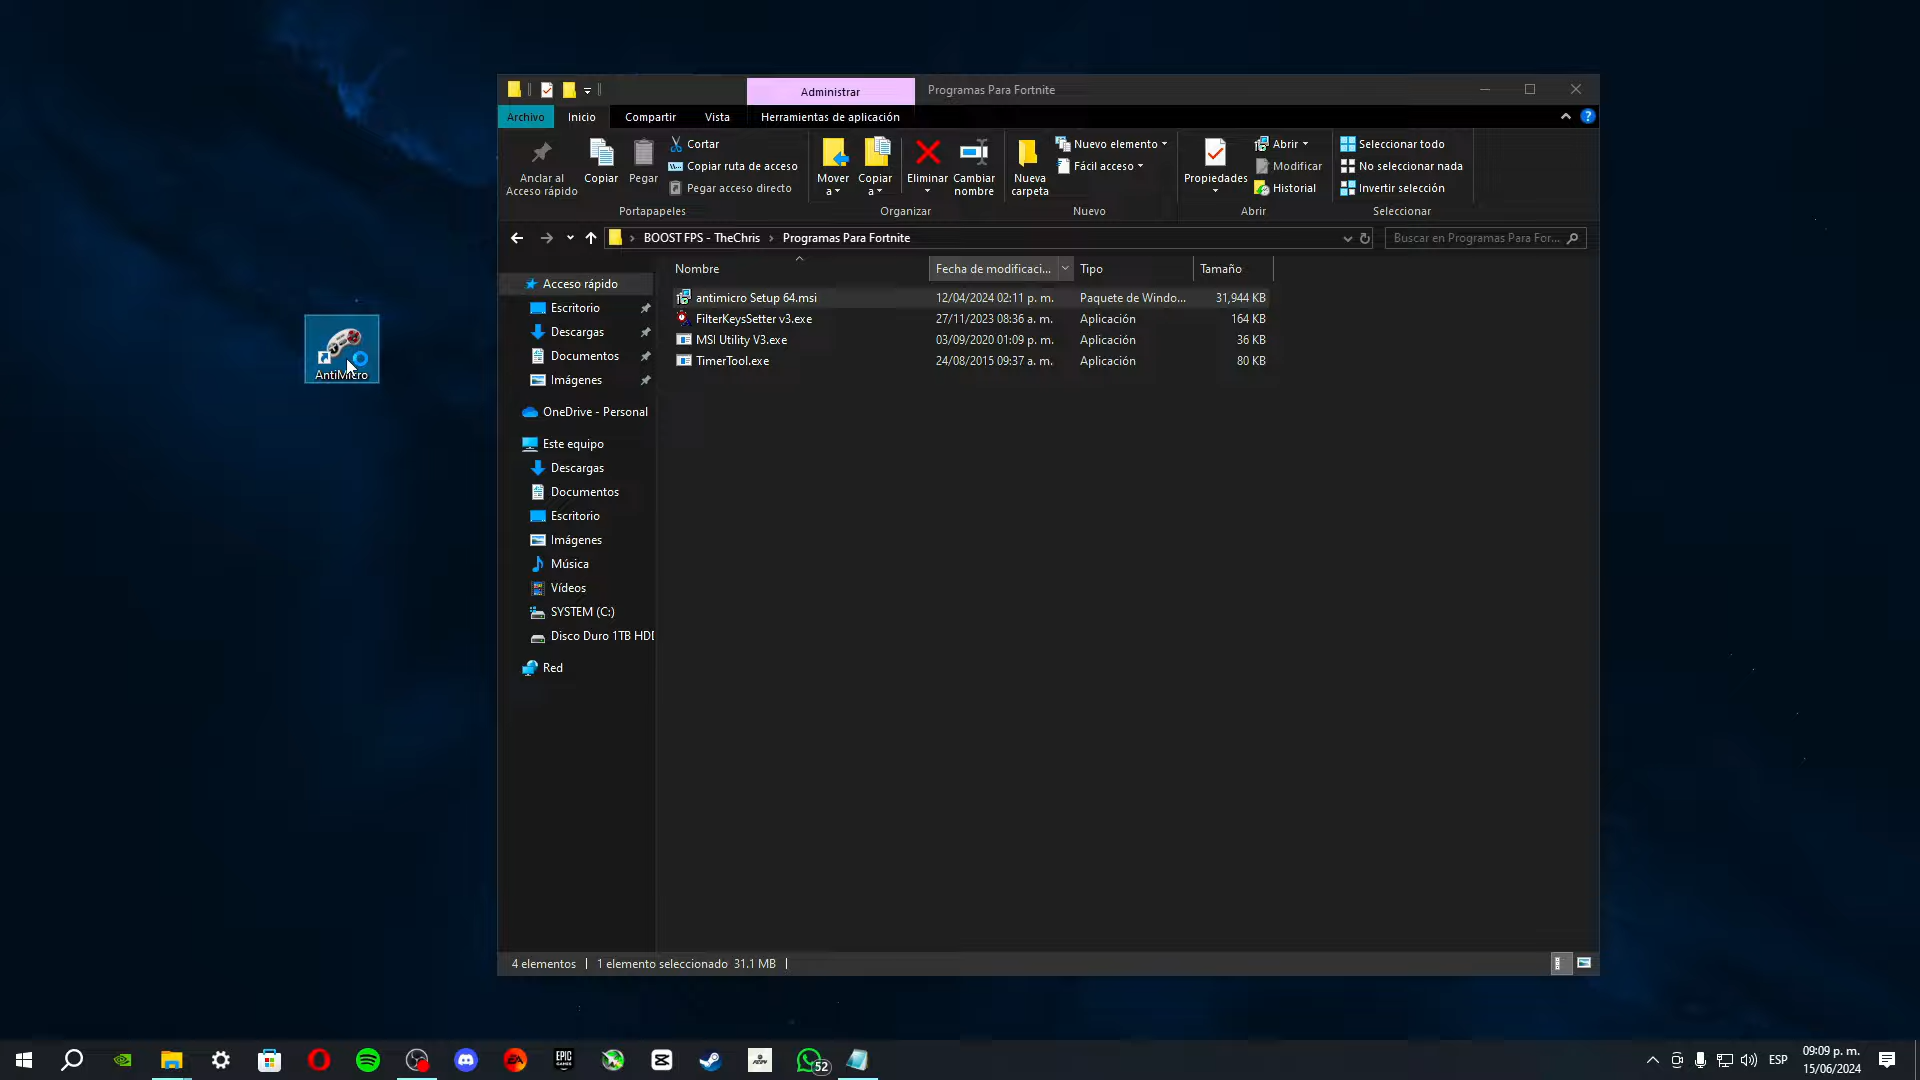 Administrar
Programas Para Fortnite
Archivo
Inicio
Compartir
Vista
Herramientas de aplicación
?
Anclar al
Acceso rápido
Copiar
Pegar
Cortar
Copiar ruta de acceso
Pegar acceso directo
Portapapeles
Mover
a
Copiar
a
Eliminar
Cambiar
nombre
Organizar
Nueva
carpeta
Nuevo elemento
Fácil acceso
Nuevo
Propiedades
Abrir
Modificar
Historial
Abrir
Seleccionar todo
No seleccionar nada
Invertir selección
Seleccionar
BOOST FPS - TheChris
Programas Para Fortnite
Buscar en Programas Para For...
Nombre
Fecha de modificaci...
Tipo
Tamaño
antimicro Setup 64.msi 12/04/2024 02:11 p. m. Paquete de Windo... 31,944 KB
FilterKeysSetter v3.exe 27/11/2023 08:36 a. m. Aplicación 164 KB
MSI Utility V3.exe 03/09/2020 01:09 p. m. Aplicación 36 KB
TimerTool.exe 24/08/2015 09:37 a. m. Aplicación 80 KB
Acceso rápido
Escritorio
Descargas
Documentos
Imágenes
OneDrive - Personal
Este equipo
Descargas
Documentos
Escritorio
Imágenes
Música
Vídeos
SYSTEM (C:)
Disco Duro 1TB HDD
Red
AntiMicro
4 elementos
1 elemento seleccionado 31.1 MB
EA
EPIC
GAMES
52
ESP
09:09 p. m.
15/06/2024